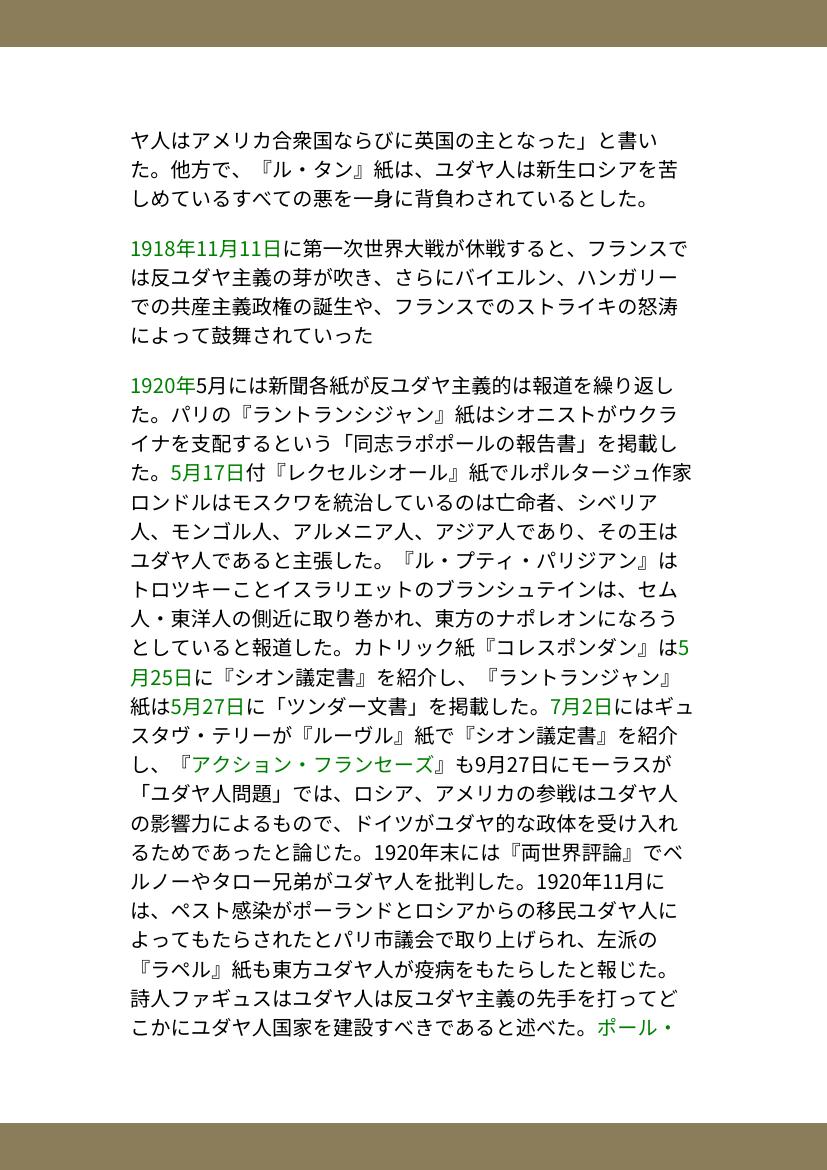 ヤ人はアメリカ合衆国ならびに英国の主となった」と書い
た。他方で、『ル・タン』紙は、ユダヤ人は新生ロシアを苦
しめているすべての悪を一身に背負わされているとした。
1918年11月11日に第一次世界大戦が休戦すると、フランスで
は反ユダヤ主義の芽が吹き、さらにバイエルン、ハンガリー
での共産主義政権の誕生や、フランスでのストライキの怒涛
によって鼓舞されていった
1920年5月には新聞各紙が反ユダヤ主義的は報道を繰り返し
た。パリの『ラントランシジャン』紙はシオニストがウクラ
イナを支配するという「同志ラポポールの報告書」を掲載し
た。5月17日付『レクセルシオール』紙でルポルタージュ作家
ロンドルはモスクワを統治しているのは亡命者、シベリア
人、モンゴル人、アルメニア人、アジア人であり、その王は
ユダヤ人であると主張した。『ル・プティ・パリジアン』は
トロツキーことイスラリエットのブランシュテインは、セム
人・東洋人の側近に取り巻かれ、東方のナポレオンになろう
としていると報道した。カトリック紙『コレスポンダン』は5
月25日に『シオン議定書』を紹介し、『ラントランジャン』
紙は5月27日に「ツンダー文書」を掲載した。7月2日にはギュ
スタヴ・テリーが『ルーヴル』紙で『シオン議定書』を紹介
し、『アクション・フランセーズ』も9月27日にモーラスが
「ユダヤ人問題」では、ロシア、アメリカの参戦はユダヤ人
の影響力によるもので、ドイツがユダヤ的な政体を受け入れ
るためであったと論じた。1920年末には『両世界評論』でベ
ルノーやタロー兄弟がユダヤ人を批判した。1920年11月に
は、ペスト感染がポーランドとロシアからの移民ユダヤ人に
よってもたらされたとパリ市議会で取り上げられ、左派の
『ラペル』紙も東方ユダヤ人が疫病をもたらしたと報じた。
詩人ファギュスはユダヤ人は反ユダヤ主義の先手を打ってど
こかにユダヤ人国家を建設すべきであると述べた。ポール・